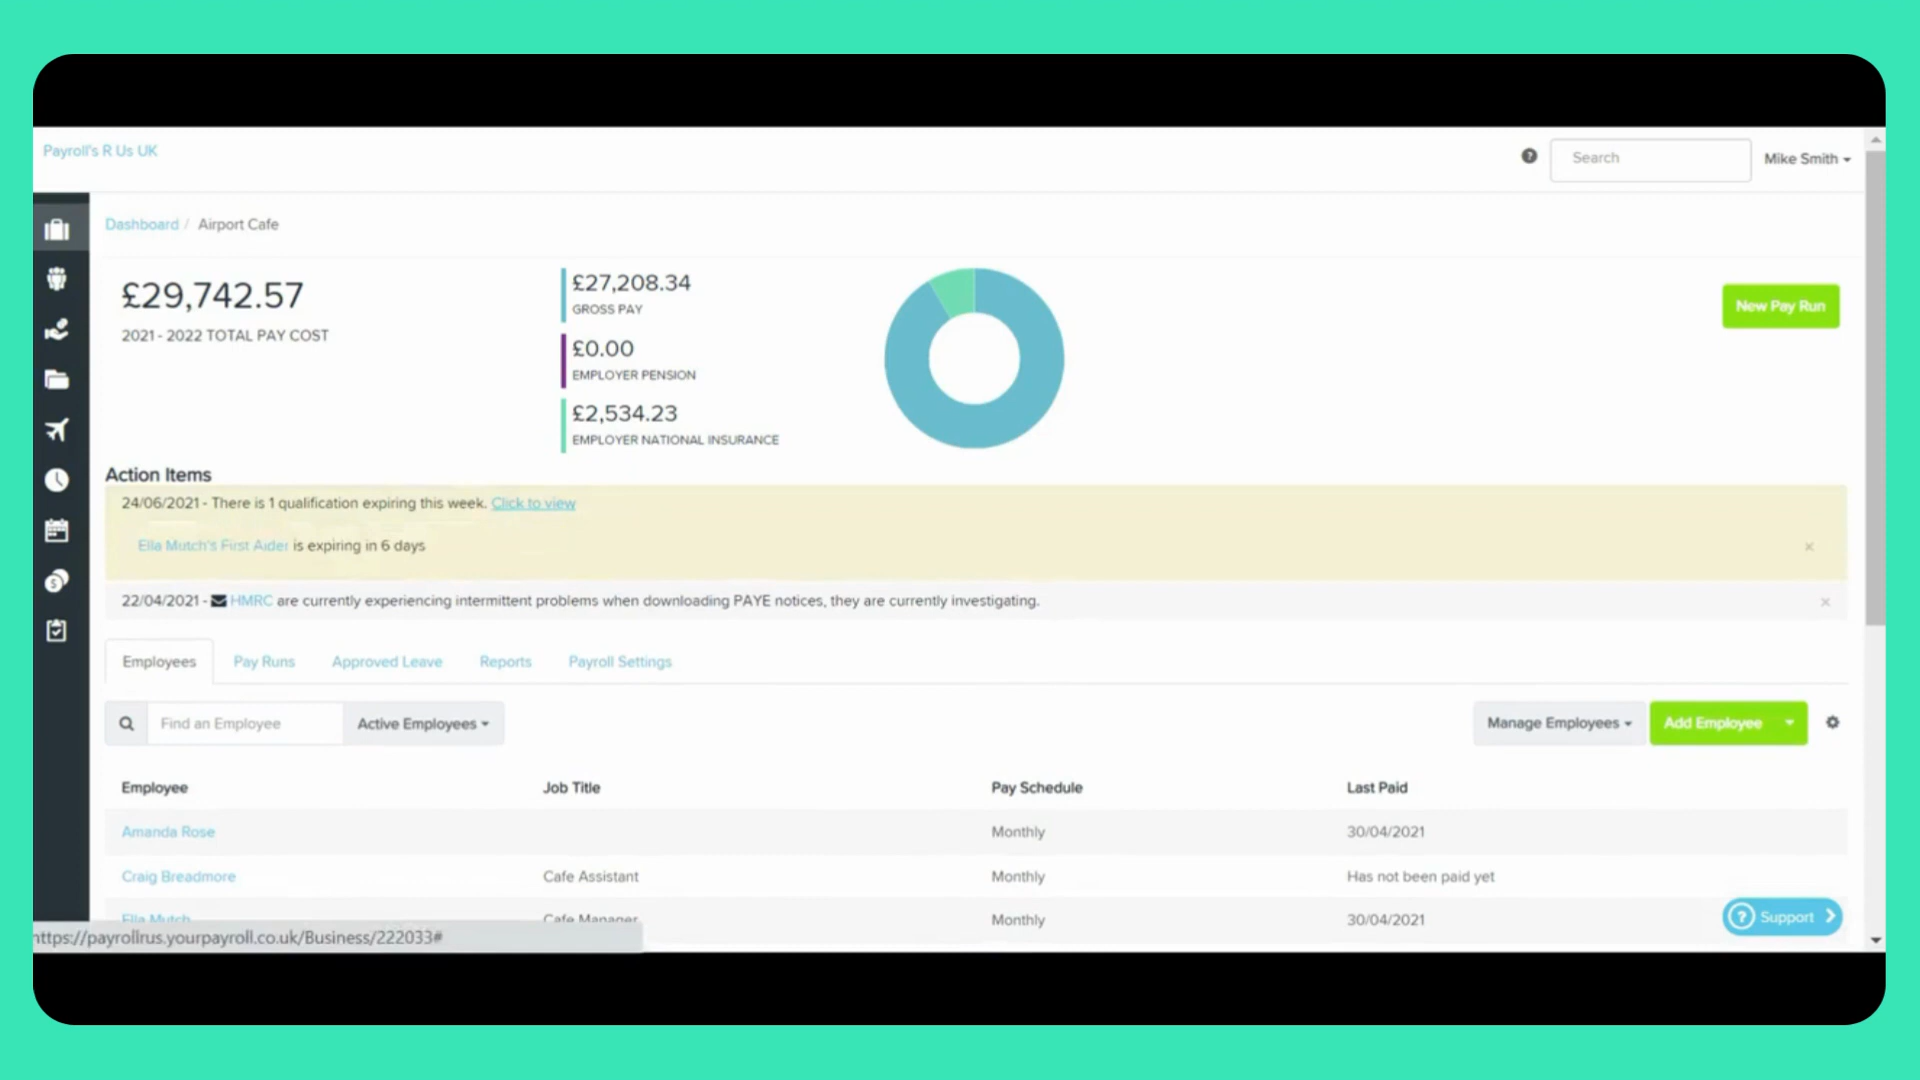 Payroll's R Us UK
Search
Mike Smith
Dashboard / Airport Cafe
£29,742.57
2021 - 2022 TOTAL PAY COST
£27,208.34
GROSS PAY
£0.00
EMPLOYER PENSION
£2,534.23
EMPLOYER NATIONAL INSURANCE
New Pay Run
Action Items
24/06/2021 - There is 1 qualification expiring this week. Click to view
Ella Mutch's First Aider is expiring in 6 days
22/04/2021 - HMRC are currently experiencing intermittent problems when downloading PAYE notices, they are currently investigating.
Employees Pay Runs Approved Leave Reports Payroll Settings
Find an Employee Active Employees Manage Employees Add Employee
Employee Job Title Pay Schedule Last Paid
Amanda Rose Monthly 30/04/2021
Craig Breadmore Cafe Assistant Monthly Has not been paid yet
Ella Mutch Cafe Manager Monthly 30/04/2021
Support
https://payrollrus.yourpayroll.co.uk/Business/222033#